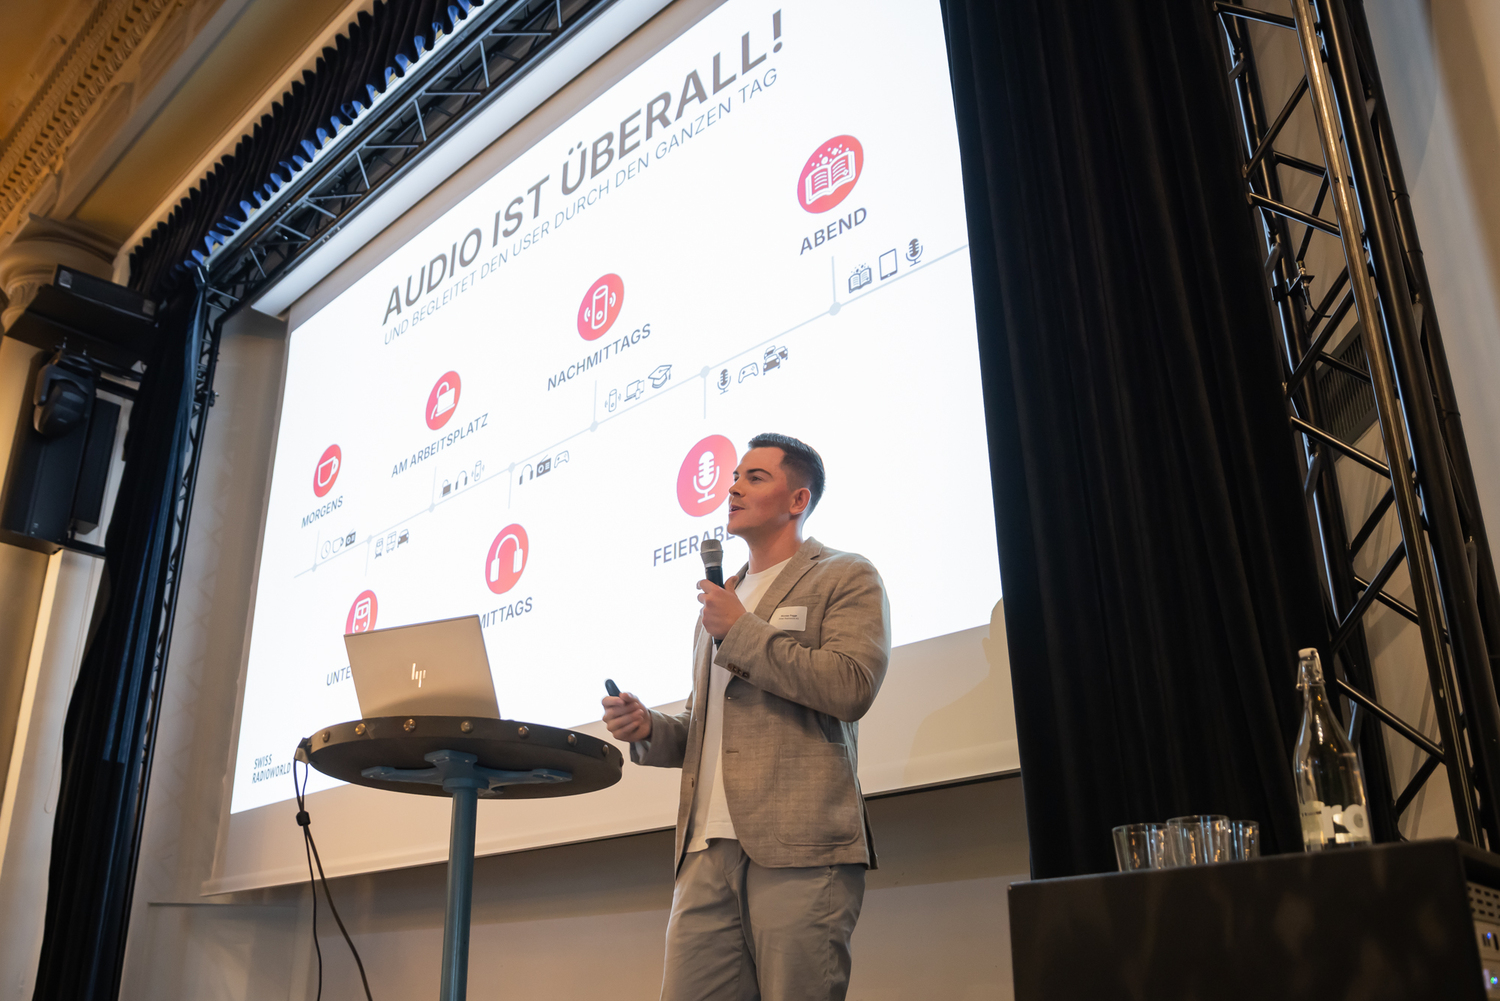 AUDIO IST ÜBERALL!
UND BEGLEITET DEN USER DURCH DEN GANZEN TAG
ABEND
NACHMITTAGS
AM ARBEITSPLATZ
MORGENS
FEIERAB
MITTAGS
UNTE
SWISS
RADIOWORLD
hp